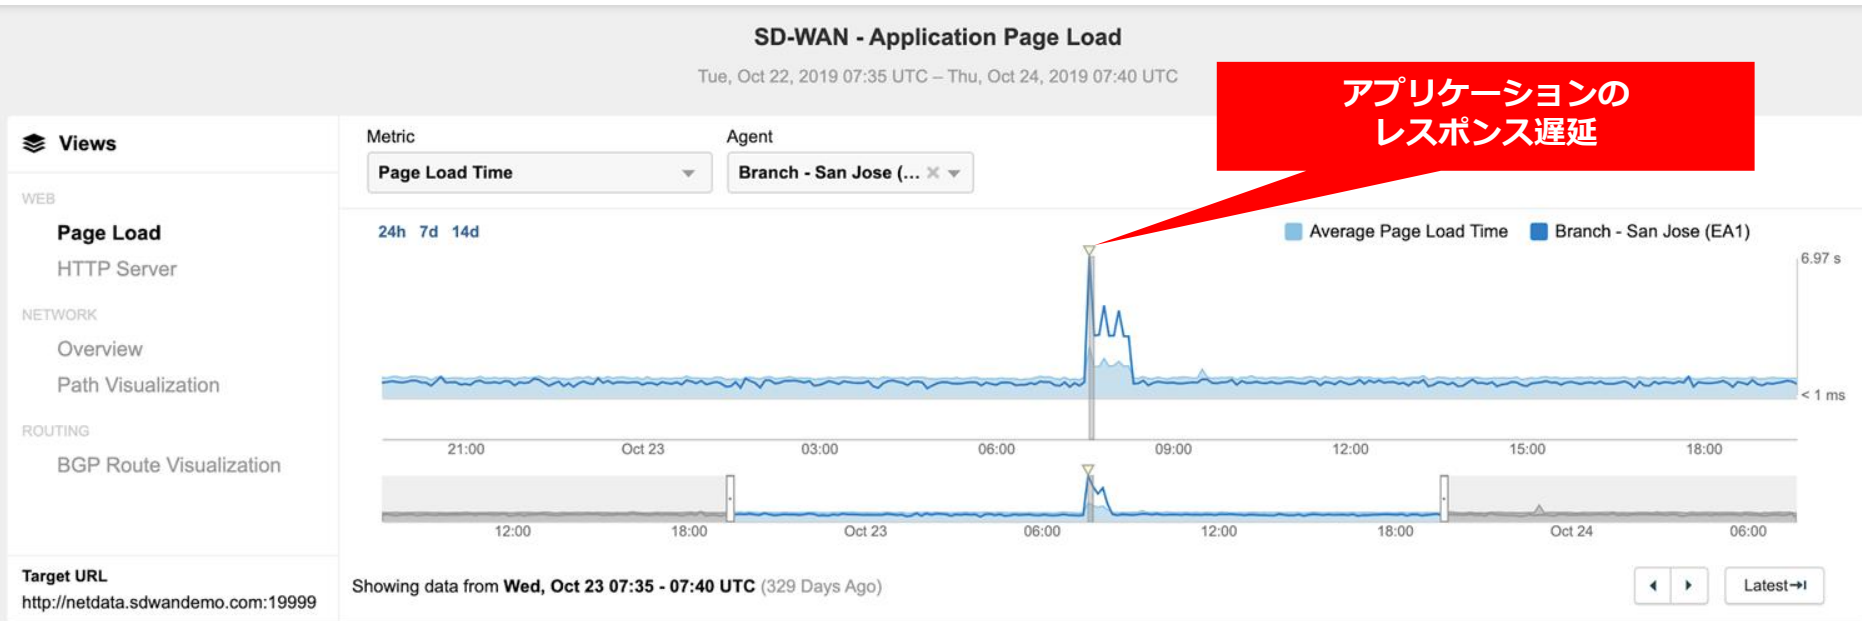 SD-WAN - Application Page Load
Tue, Oct 22, 2019 07:35 UTC – Thu, Oct 24, 2019 07:40 UTC
アプリケーションの
レスポンス遅延
Views
WEB
Page Load
HTTP Server
NETWORK
Overview
Path Visualization
ROUTING
BGP Route Visualization
Target URL
http://netdata.sdwandemo.com:19999
Metric
Page Load Time
Agent
Branch - San Jose (...
24h 7d 14d
Average Page Load Time
Branch - San Jose (EA1)
6.97 s
< 1 ms
21:00 Oct 23 03:00 06:00 09:00 12:00 15:00 18:00
12:00 18:00 Oct 23 06:00 12:00 18:00 Oct 24 06:00
Showing data from Wed, Oct 23 07:35 - 07:40 UTC (329 Days Ago)
Latest